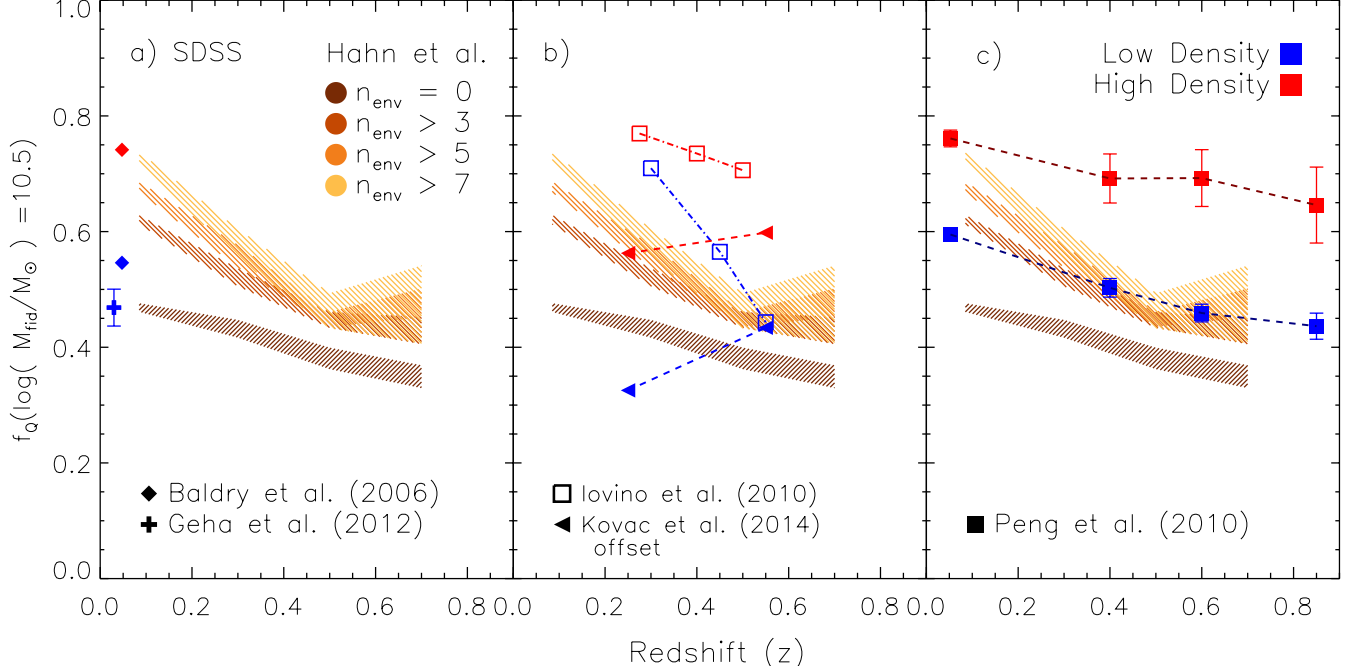 f_Q(log( M_fid/M_⊙ ) = 10.5)
1.0
0.8
0.6
0.4
0.2
0.0
a) SDSS
Hahn et al.
n_env = 0
n_env > 3
n_env > 5
n_env > 7
Baldry et al. (2006)
Geha et al. (2012)
b)
Iovino et al. (2010)
Kovac et al. (2014)
offset
c)
Low Density
High Density
Peng et al. (2010)
0.0 0.2 0.4 0.6 0.8
0.0 0.2 0.4 0.6 0.8
0.0 0.2 0.4 0.6 0.8
Redshift (z)